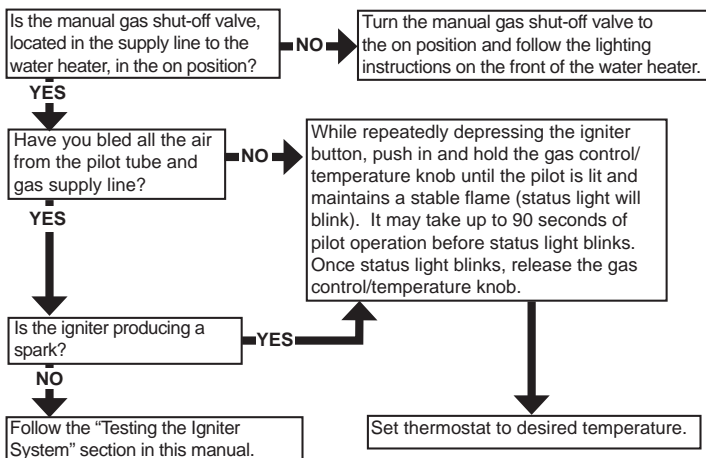 Is the manual gas shut-off valve,
located in the supply line to the
water heater, in the on position?
NO
Turn the manual gas shut-off valve to
the on position and follow the lighting
instructions on the front of the water heater.
YES
Have you bled all the air
from the pilot tube and
gas supply line?
NO
While repeatedly depressing the igniter
button, push in and hold the gas control/
temperature knob until the pilot is lit and
maintains a stable flame (status light will
blink). It may take up to 90 seconds of
pilot operation before status light blinks.
Once status light blinks, release the gas
control/temperature knob.
YES
Is the igniter producing a
spark?
YES
NO
Follow the “Testing the Igniter
System” section in this manual.
Set thermostat to desired temperature.